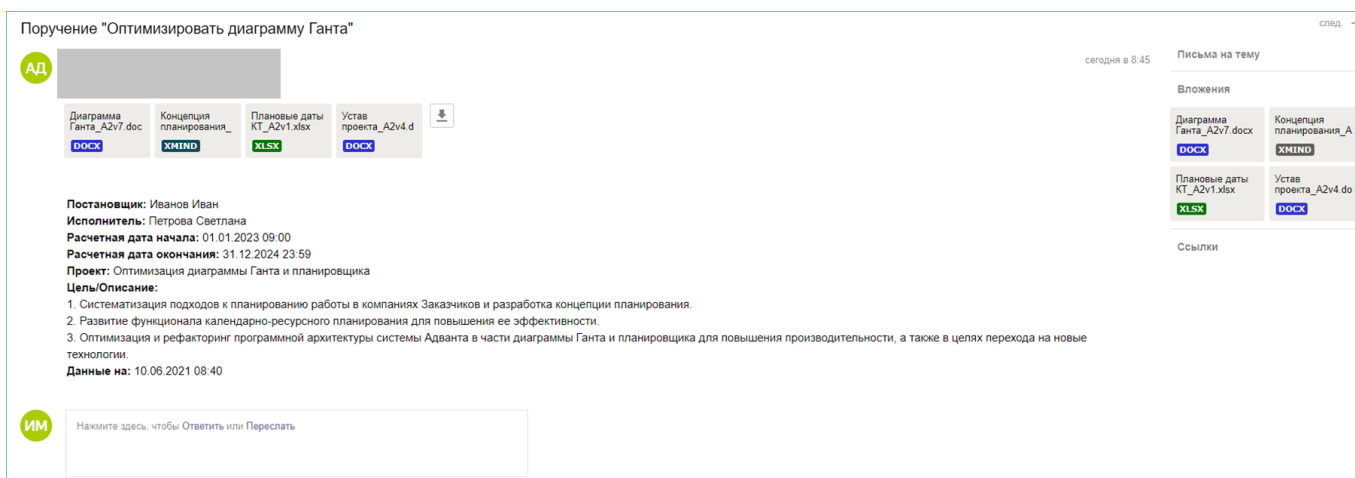 Поручение "Оптимизировать диаграмму Ганта"
след.
АД
сегодня в 8:45
Диаграмма
Ганта_A2v7.doc
DOCX
Концепция
планирования_
XMIND
Плановые даты
КТ_A2v1.xlsx
XLSX
Устав
проекта_A2v4.d
DOCX
Постановщик: Иванов Иван
Исполнитель: Петрова Светлана
Расчетная дата начала: 01.01.2023 09:00
Расчетная дата окончания: 31.12.2024 23:59
Проект: Оптимизация диаграммы Ганта и планировщика
Цель/Описание:
1. Систематизация подходов к планированию работы в компаниях Заказчиков и разработка концепции планирования.
2. Развитие функционала календарно-ресурсного планирования для повышения ее эффективности.
3. Оптимизация и рефакторинг программной архитектуры системы Адванта в части диаграммы Ганта и планировщика для повышения производительности, а также в целях перехода на новые
технологии.
Данные на: 10.06.2021 08:40
ИМ
Нажмите здесь, чтобы Ответить или Переслать
Письма на тему
Вложения
Диаграмма
Ганта_A2v7.docx
DOCX
Концепция
планирования_А
XMIND
Плановые даты
КТ_A2v1.xlsx
XLSX
Устав
проекта_A2v4.do
DOCX
Ссылки